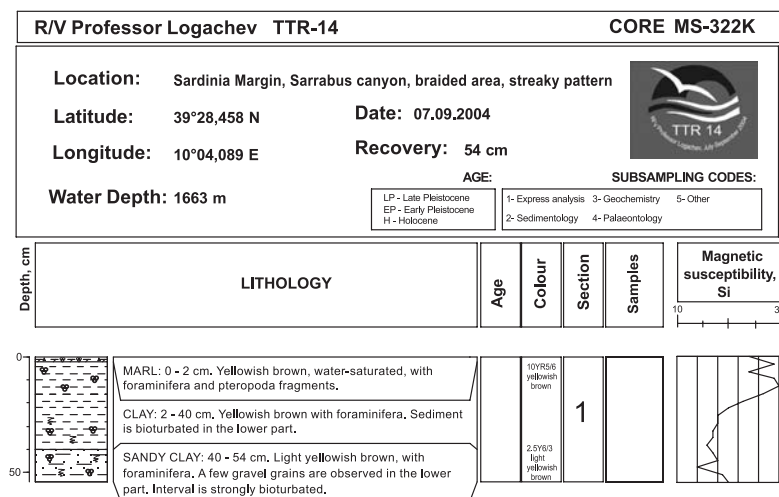 R/V Professor Logachev TTR-14 CORE MS-322K
Location: Sardinia Margin, Sarrabus canyon, braided area, streaky pattern
Latitude: 39°28,458 N Date: 07.09.2004
Longitude: 10°04,089 E Recovery: 54 cm
Water Depth: 1663 m
TTR 14
R/V Professor Logachev, July September 2004
AGE:
LP - Late Pleistocene
EP - Early Pleistocene
H - Holocene
SUBSAMPLING CODES:
1- Express analysis 3- Geochemistry 5- Other
2- Sedimentology 4- Palaeontology
Depth, cm
LITHOLOGY
Age
Colour
Section
Samples
Magnetic
susceptibility,
Si
10 3
0
50
MARL: 0 - 2 cm. Yellowish brown, water-saturated, with
foraminifera and pteropoda fragments.
CLAY: 2 - 40 cm. Yellowish brown with foraminifera. Sediment
is bioturbated in the lower part.
SANDY CLAY: 40 - 54 cm. Light yellowish brown, with
foraminifera. A few gravel grains are observed in the lower
part. Interval is strongly bioturbated.
10YR5/6
yellowish
brown
2.5Y6/3
light
yellowish
brown
1